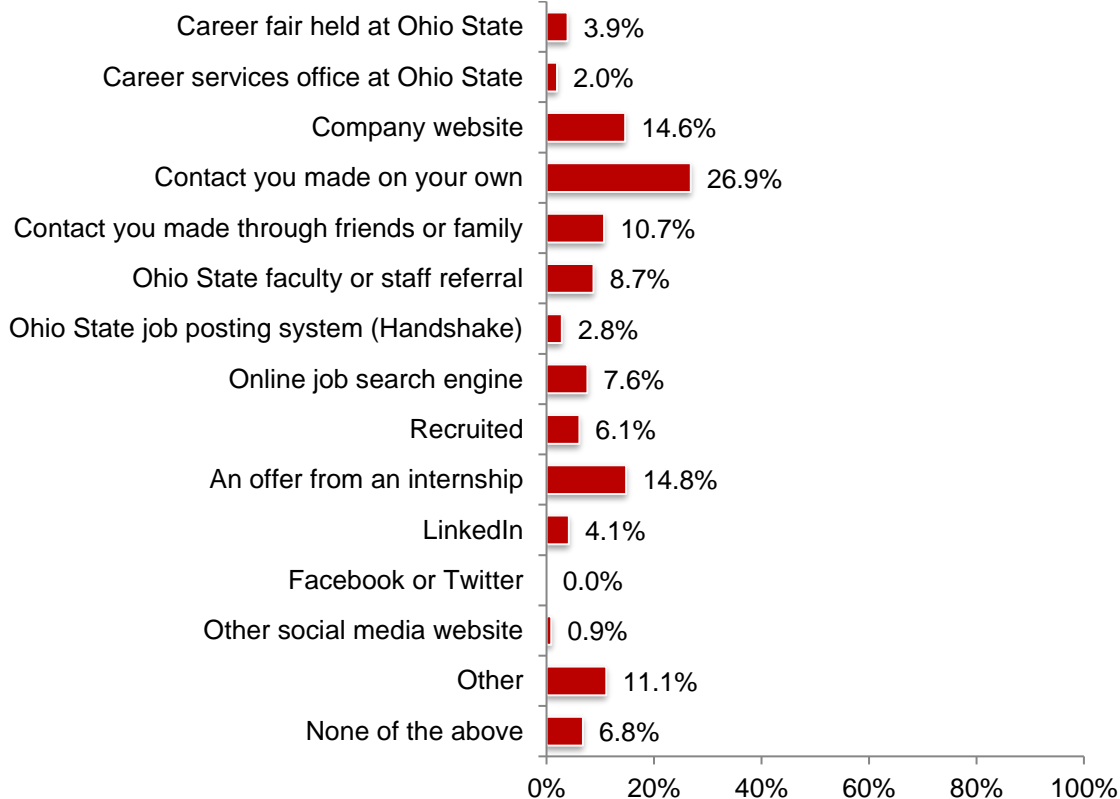 Career fair held at Ohio State 3.9%
Career services office at Ohio State 2.0%
Company website 14.6%
Contact you made on your own 26.9%
Contact you made through friends or family 10.7%
Ohio State faculty or staff referral 8.7%
Ohio State job posting system (Handshake) 2.8%
Online job search engine 7.6%
Recruited 6.1%
An offer from an internship 14.8%
LinkedIn 4.1%
Facebook or Twitter 0.0%
Other social media website 0.9%
Other 11.1%
None of the above 6.8%
0% 20% 40% 60% 80% 100%